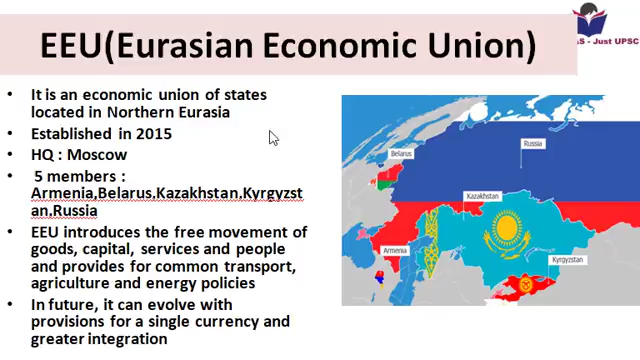 EEU(Eurasian Economic Union)
S - Just UPSC
• It is an economic union of states
located in Northern Eurasia
• Established in 2015
• HQ : Moscow
• 5 members :
Armenia,Belarus,Kazakhstan,Kyrgyzst
an,Russia
• EEU introduces the free movement of
goods, capital, services and people
and provides for common transport,
agriculture and energy policies
• In future, it can evolve with
provisions for a single currency and
greater integration
Belarus
Russia
Kazakhstan
Armenia
Kyrgyzstan